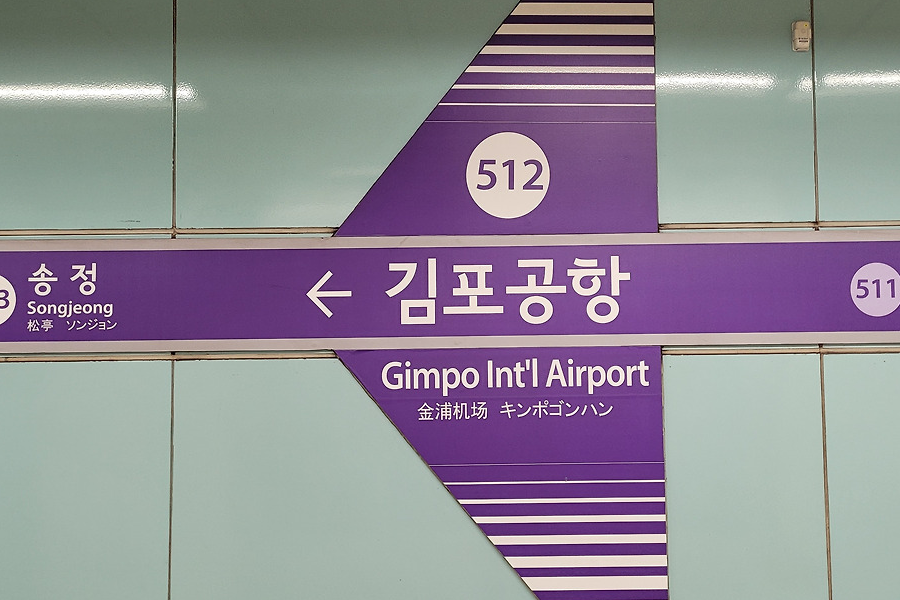 512
송정
Songjeong
松亭 ソンジョン
← 김포공항
511
Gimpo Int'l Airport
金浦机场 キンポゴンハン